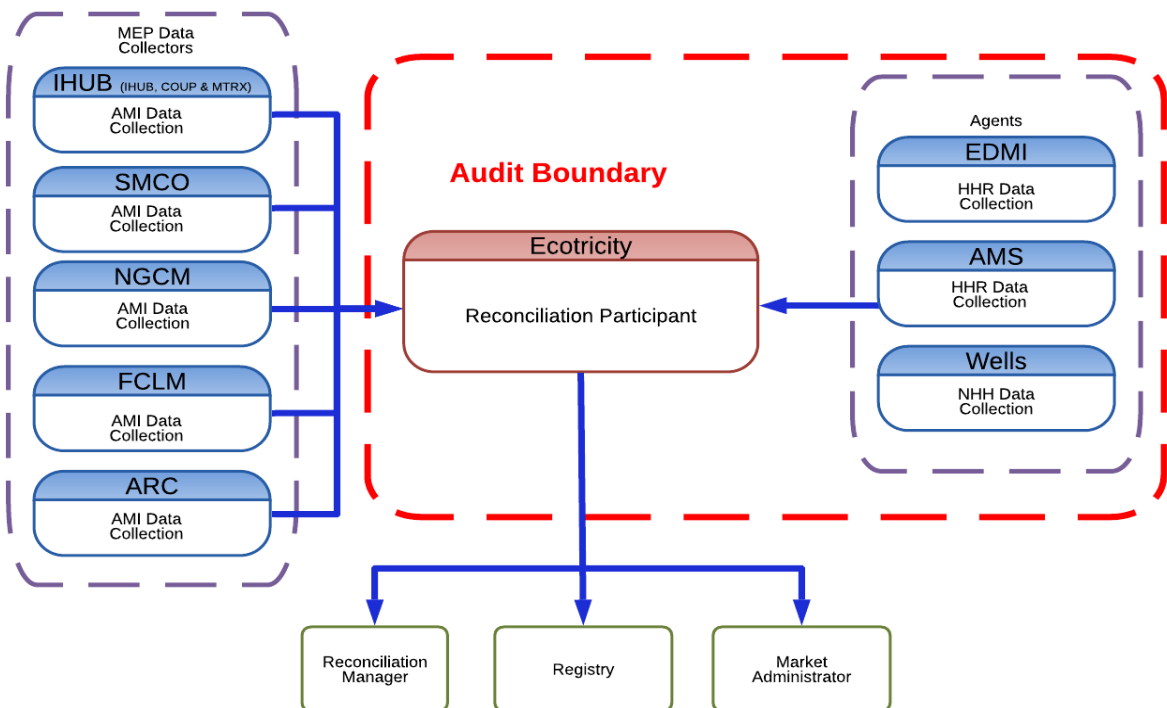 MEP Data
Collectors
IHUB (IHUB, COUP & MTRX)
AMI Data
Collection
SMCO
AMI Data
Collection
NGCM
AMI Data
Collection
FCLM
AMI Data
Collection
ARC
AMI Data
Collection
Audit Boundary
Ecotricity
Reconciliation Participant
Agents
EDMI
HHR Data
Collection
AMS
HHR Data
Collection
Wells
NHH Data
Collection
Reconciliation
Manager
Registry
Market
Administrator